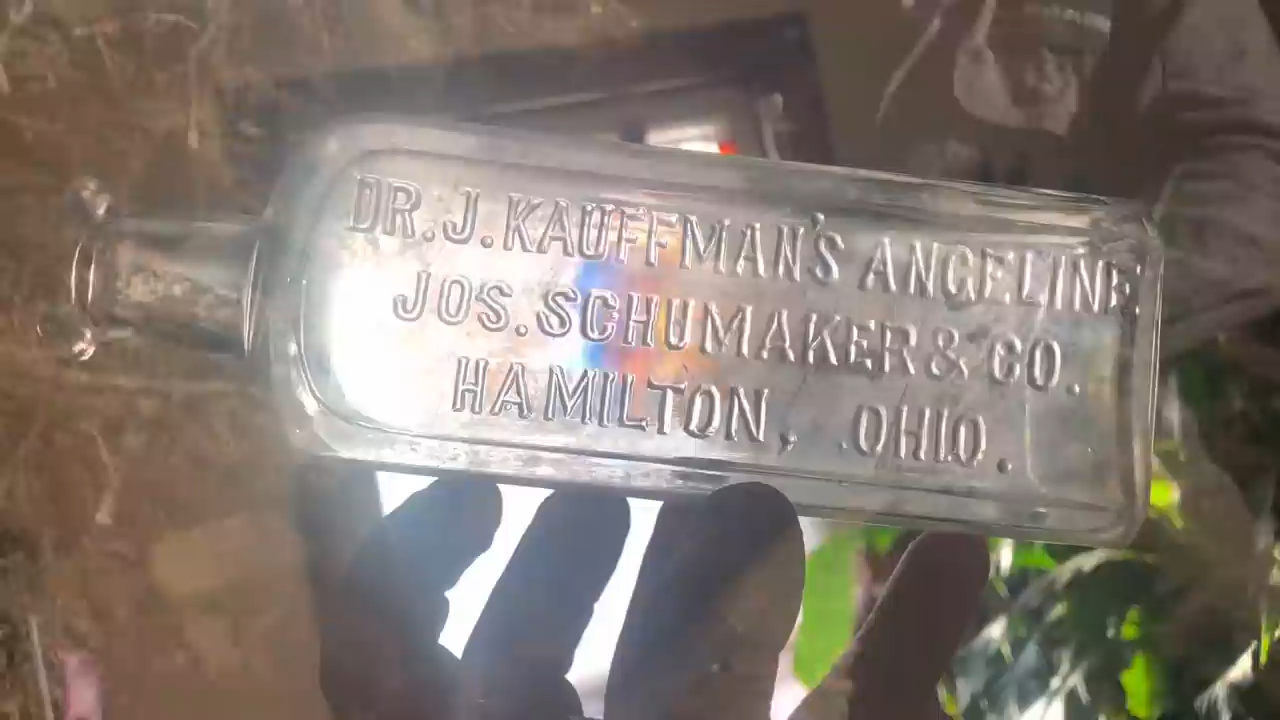 DR. J. KAUFFMAN'S ANGELINE
JOS. SCHUMAKER & CO.
HAMILTON, OHIO.